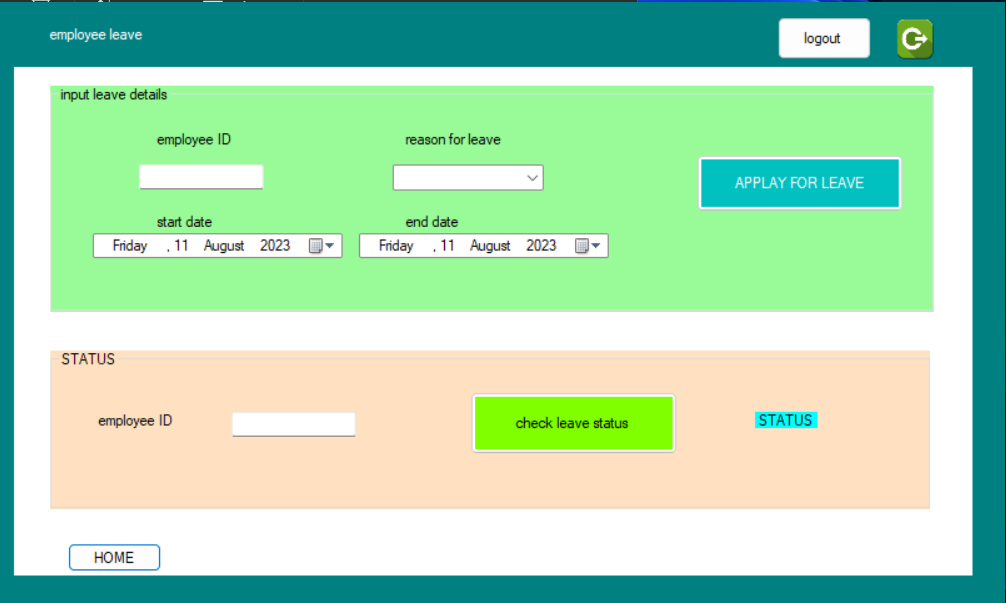 employee leave
logout
input leave details
employee ID
reason for leave
APPLAY FOR LEAVE
start date
end date
Friday , 11 August 2023
Friday , 11 August 2023
STATUS
employee ID
check leave status
STATUS
HOME